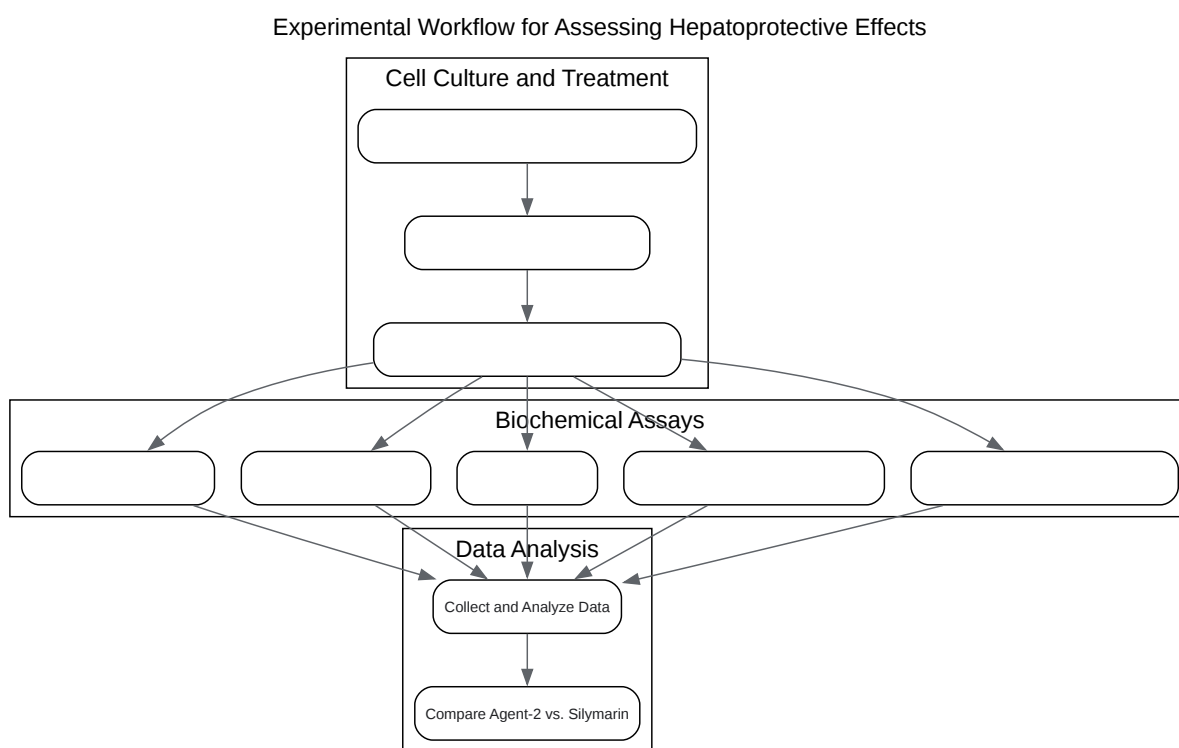 Experimental Workflow for Assessing Hepatoprotective Effects
Cell Culture and Treatment
Biochemical Assays
Data Analysis
Collect and Analyze Data
Compare Agent-2 vs. Silymarin